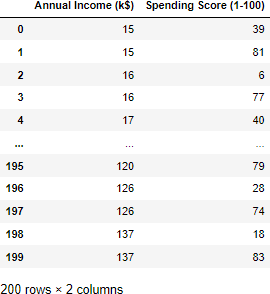 Annual Income (k$) Spending Score (1-100)
0 15 39
1 15 81
2 16 6
3 16 77
4 17 40
... ... ...
195 120 79
196 126 28
197 126 74
198 137 18
199 137 83
200 rows × 2 columns